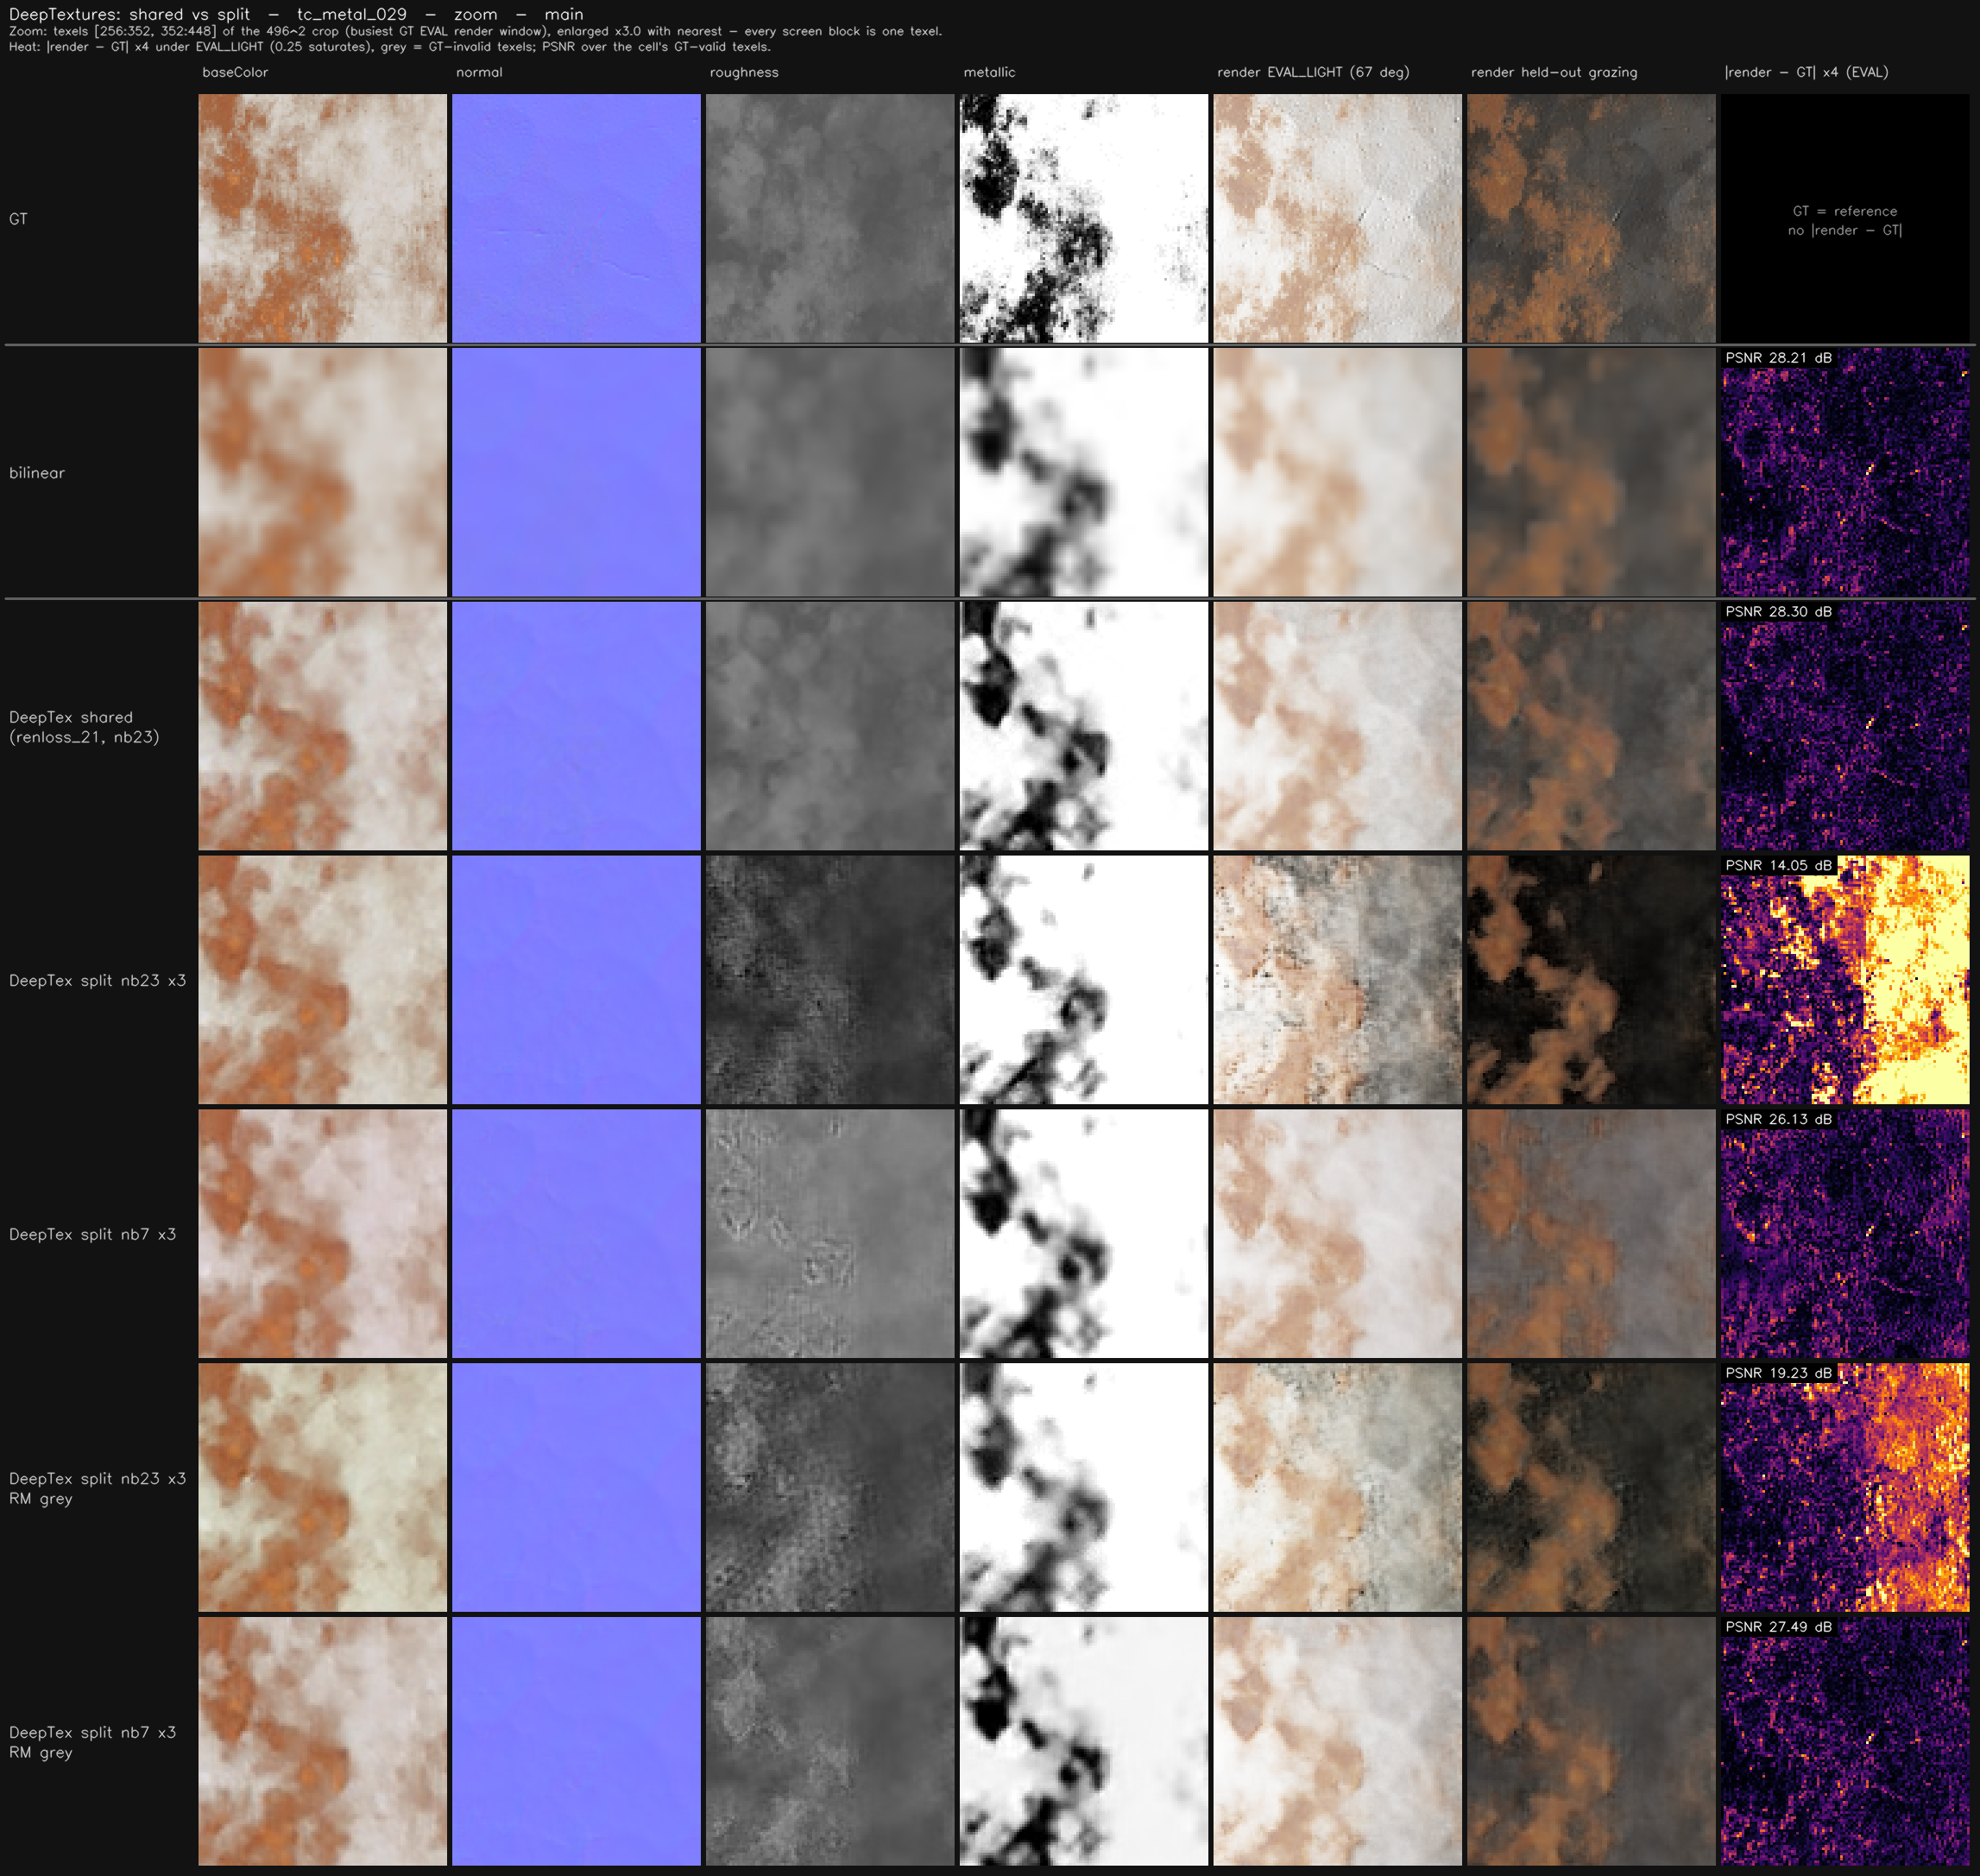 DeepTextures: shared vs split — tc_metal_029 — zoom — main
Zoom: texels [256:352, 352:448] of the 496^2 crop (busiest GT EVAL render window), enlarged x3.0 with nearest — every screen block is one texel.
Heat: |render − GT| x4 under EVAL_LIGHT (0.25 saturates), grey = GT-invalid texels; PSNR over the cell's GT-valid texels.
baseColor normal roughness metallic render EVAL_LIGHT (67 deg) render held-out grazing |render − GT| x4 (EVAL)
GT
GT = reference
no |render − GT|
bilinear
PSNR 28.21 dB
DeepTex shared
(renloss_21, nb23)
PSNR 28.30 dB
DeepTex split nb23 x3
PSNR 14.05 dB
DeepTex split nb7 x3
PSNR 26.13 dB
DeepTex split nb23 x3
RM grey
PSNR 19.23 dB
DeepTex split nb7 x3
RM grey
PSNR 27.49 dB